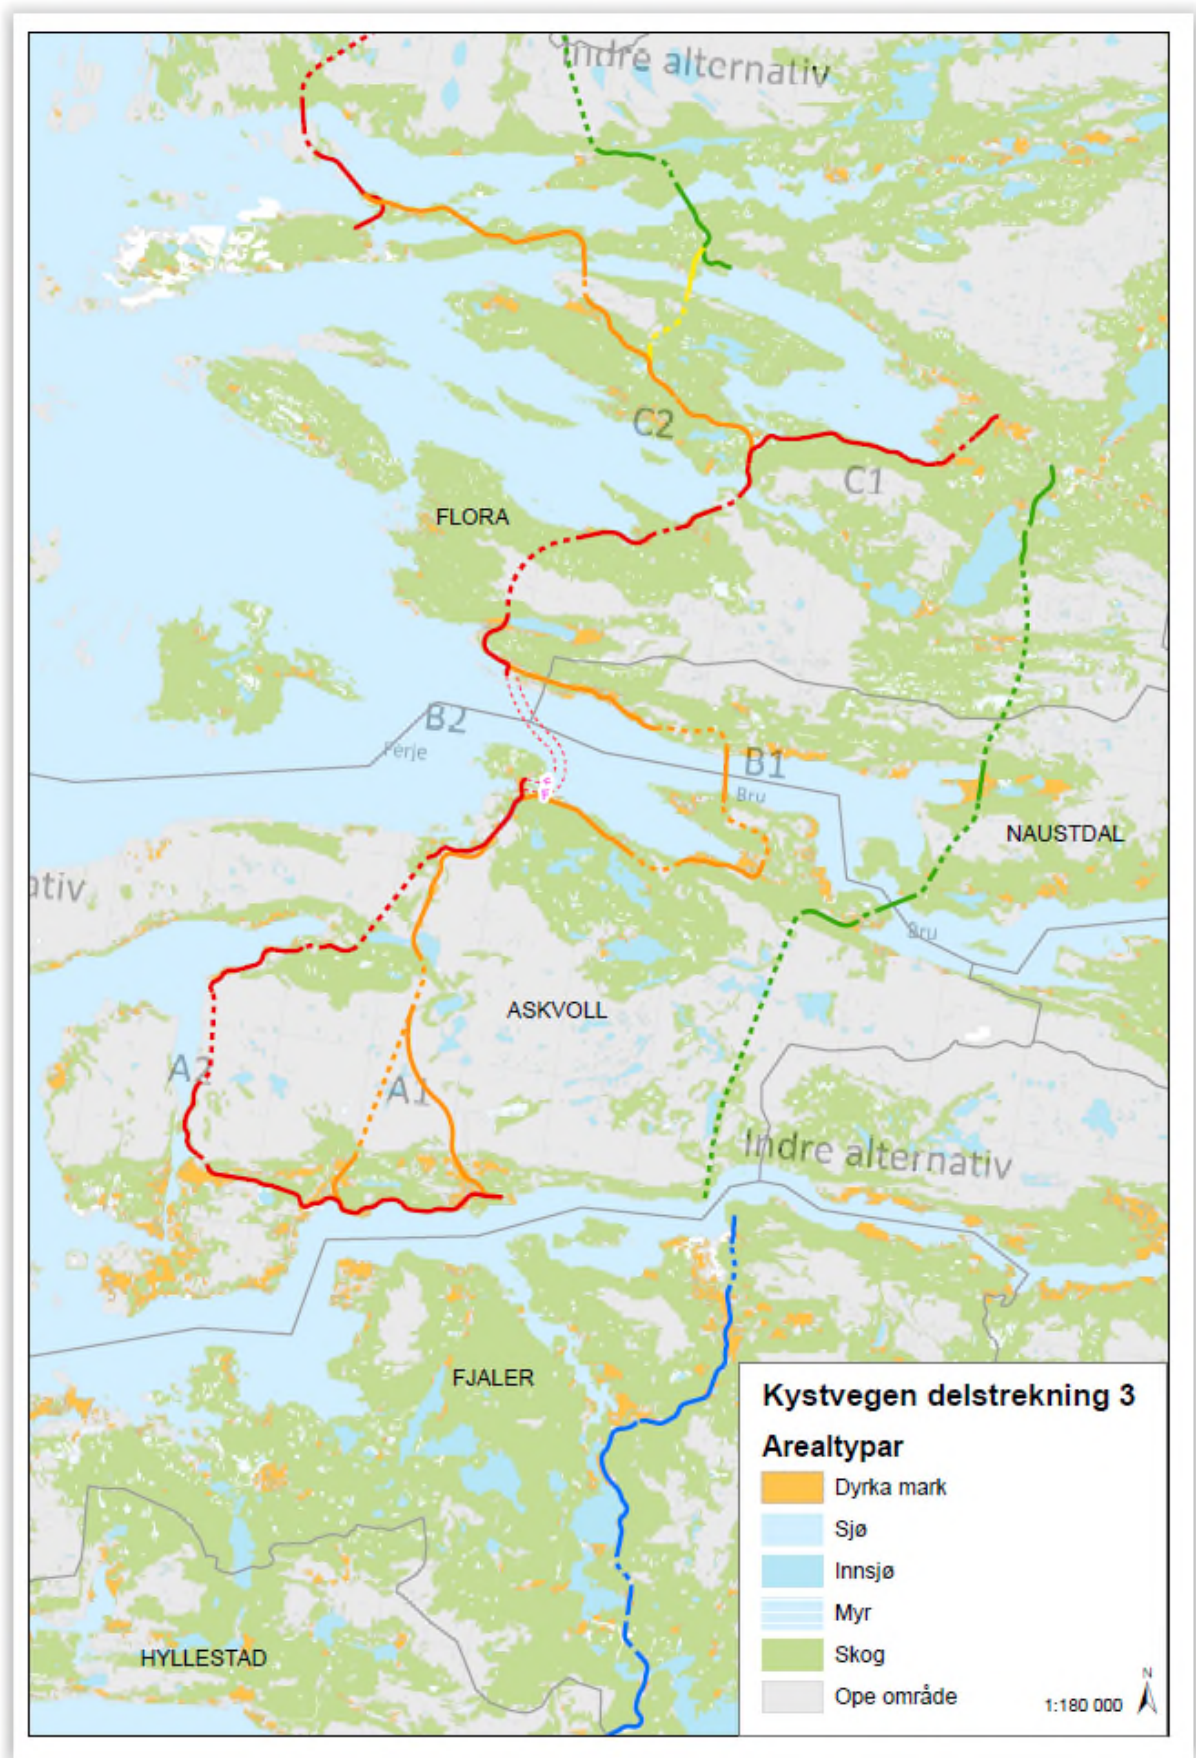 Indre alternativ
C2
C1
FLORA
B2
Ferje
B1
Bru
NAUSTDAL
ativ
Bru
ASKVOLL
A2
A1
Indre alternativ
FJALER
HYLLESTAD
Kystvegen delstrekning 3
Arealtypar
Dyrka mark
Sjø
Innsjø
Myr
Skog
Ope område
N
1:180 000